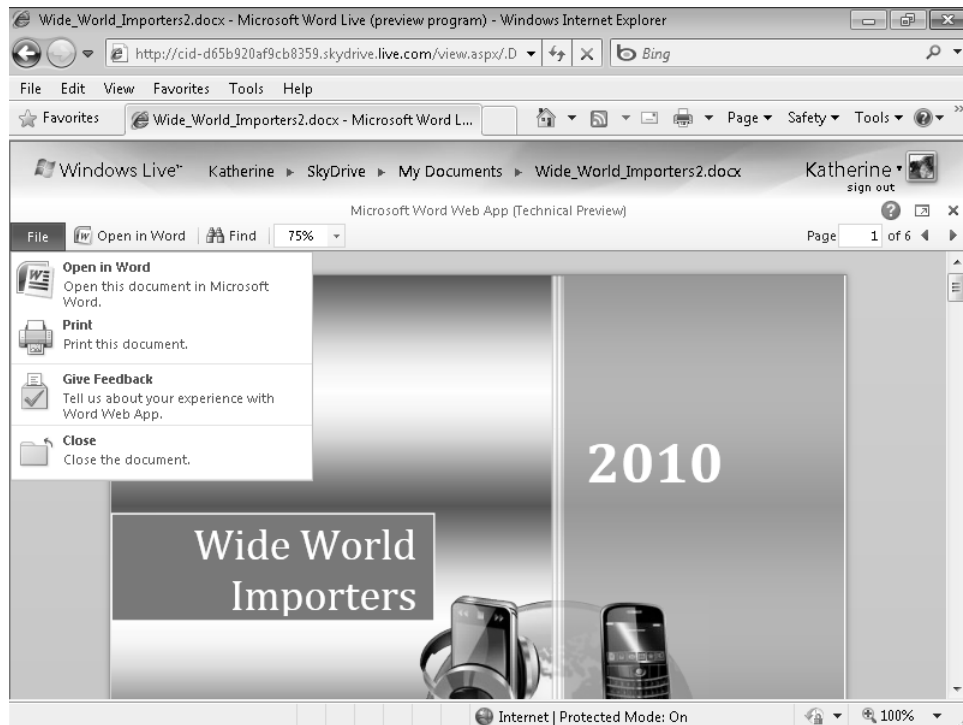 Wide_World_Importers2.docx - Microsoft Word Live (preview program) - Windows Internet Explorer
http://cid-d65b920af9cb8359.skydrive.live.com/view.aspx/.D
Bing
File Edit View Favorites Tools Help
Favorites
Wide_World_Importers2.docx - Microsoft Word L...
Page Safety Tools
Windows Live™ Katherine SkyDrive My Documents Wide_World_Importers2.docx
Katherine
sign out
Microsoft Word Web App (Technical Preview)
File Open in Word Find 75% Page 1 of 6
Open in Word
Open this document in Microsoft
Word.
Print
Print this document.
Give Feedback
Tell us about your experience with
Word Web App.
Close
Close the document.
2010
Wide World
Importers
Internet | Protected Mode: On 100%